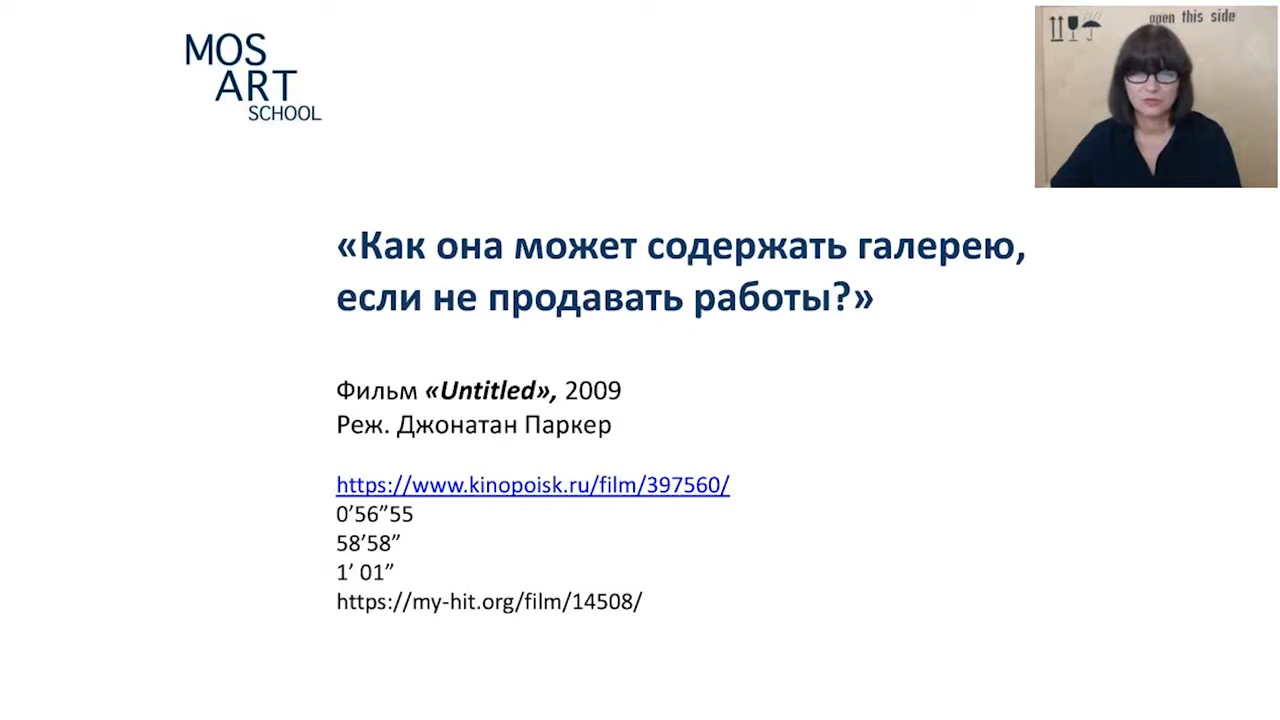 MOS
ART
SCHOOL
open this side
«Как она может содержать галерею,
если не продавать работы?»
Фильм «Untitled», 2009
Реж. Джонатан Паркер
https://www.kinopoisk.ru/film/397560/
0’56”55
58’58”
1’ 01”
https://my-hit.org/film/14508/